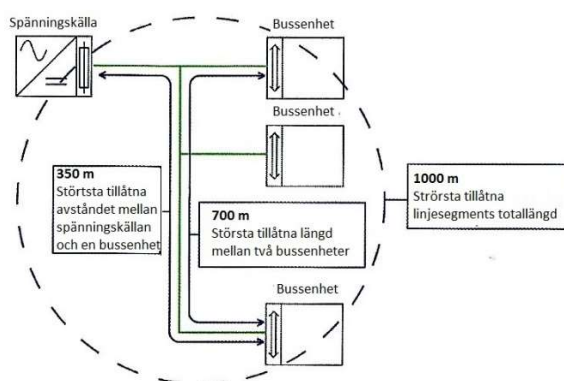 Spänningskälla
Bussenhet
Bussenhet
350 m
Störtsta tillåtna
avståndet mellan
spänningskällan
och en bussenhet
700 m
Största tillåtna längd
mellan två bussenheter
1000 m
Strörsta tillåtna
linjesegments totallängd
Bussenhet